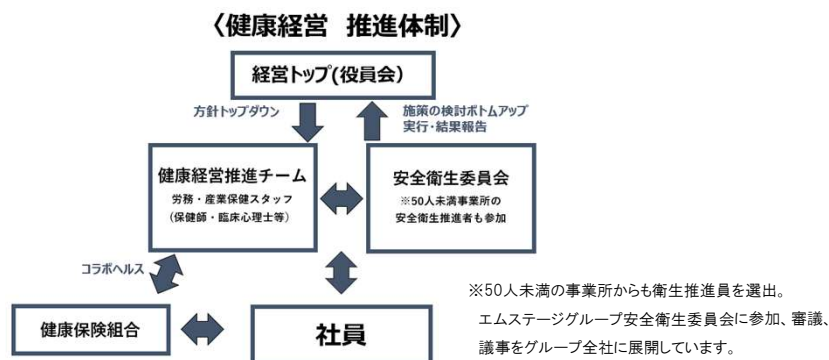 〈健康経営 推進体制〉
経営トップ(役員会)
方針トップダウン
施策の検討ボトムアップ
実行・結果報告
健康経営推進チーム
労務・産業保健スタッフ
(保健師・臨床心理士等)
安全衛生委員会
※50人未満事業所の
安全衛生推進者も参加
コラボヘルス
健康保険組合
社員
※50人未満の事業所からも衛生推進員を選出。
エムステージグループ安全衛生委員会に参加、審議、
議事をグループ全社に展開しています。